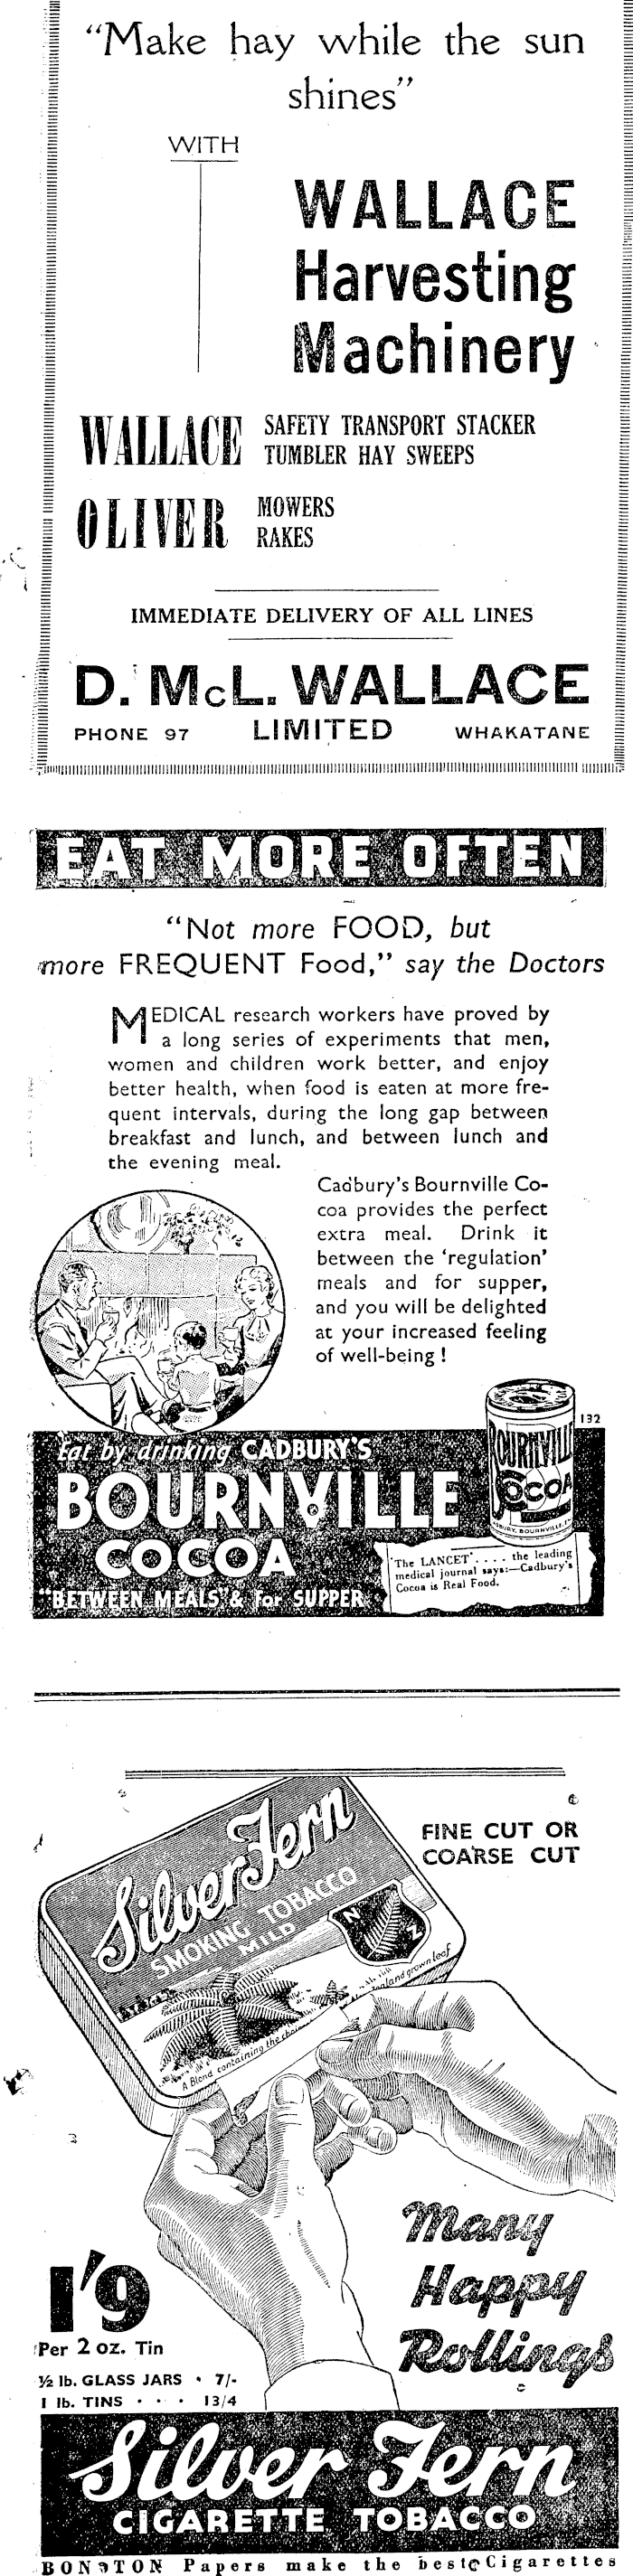 “Make hay while the sun
shines”
WITH
WALLACE
Harvesting
Machinery
WALLACE SAFETY TRANSPORT STACKER
TUMBLER HAY SWEEPS
OLIVER MOWERS
RAKES
IMMEDIATE DELIVERY OF ALL LINES
D. McL. WALLACE
PHONE 97 LIMITED WHAKATANE
EAT MORE OFTEN
“Not more FOOD, but
more FREQUENT Food,” say the Doctors
MEDICAL research workers have proved by
a long series of experiments that men,
women and children work better, and enjoy
better health, when food is eaten at more fre-
quent intervals, during the long gap between
breakfast and lunch, and between lunch and
the evening meal.
Cadbury's Bournville Co-
coa provides the perfect
extra meal. Drink it
between the ‘regulation’
meals and for supper,
and you will be delighted
at your increased feeling
of well-being !
132
BOURNVILLE
COCOA
Eat by drinking CADBURY'S
BOURNVILLE
COCOA
"BETWEEN MEALS" & for SUPPER
'The LANCET' . . . . the leading
medical journal says:—Cadbury's
Cocoa is Real Food.
FINE CUT OR
COARSE CUT
Silver Fern
SMOKING TOBACCO
MILD
N Z
A Blend containing the
grown leaf
Many
Happy
Rollings
1'9
Per 2 oz. Tin
½ lb. GLASS JARS • 7/-
1 lb. TINS • • • 13/4
Silver Fern
CIGARETTE TOBACCO
BON TON Papers make the best Cigarettes